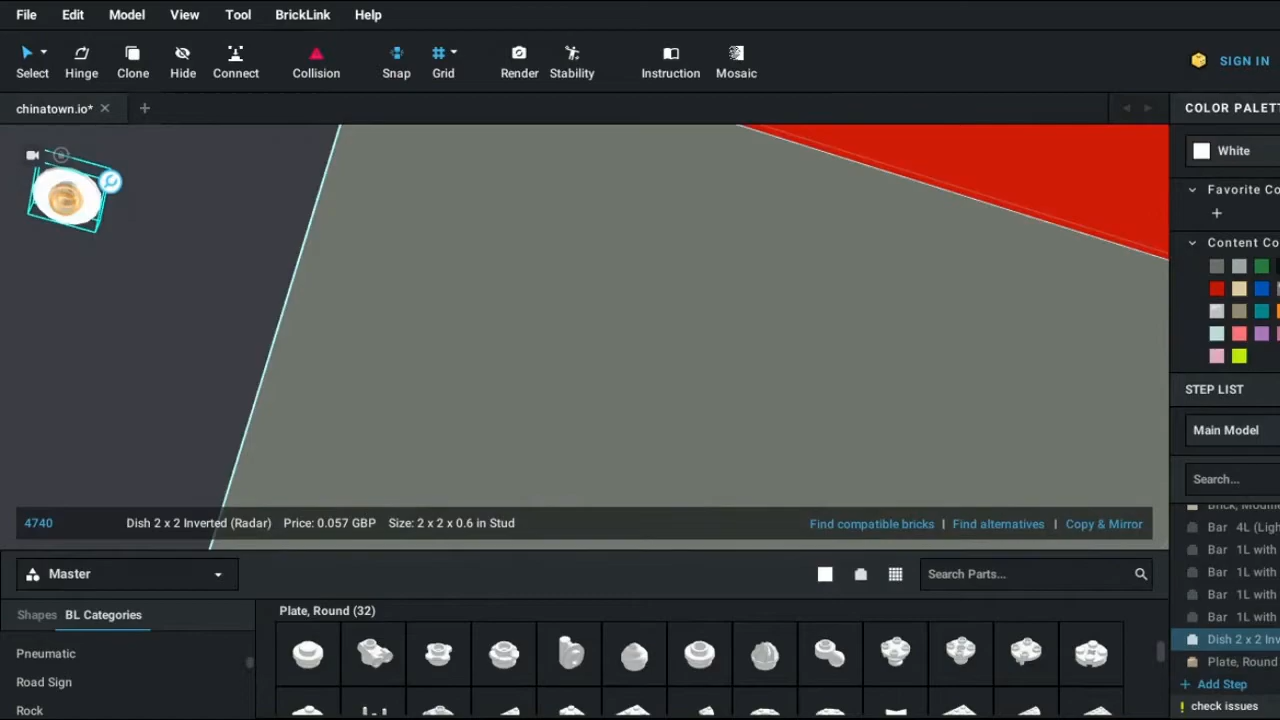 File Edit Model View Tool BrickLink Help
Select Hinge Clone Hide Connect Collision Snap Grid Render Stability Instruction Mosaic SIGN IN
chinatown.io*
COLOR PALET
White
Favorite Co
Content Co
STEP LIST
Main Model
Search...
Bar 4L (Ligh
Bar 1L with
Bar 1L with
Bar 1L with
Bar 1L with
Dish 2 x 2 Inv
Plate, Round
Add Step
check issues
4740 Dish 2 x 2 Inverted (Radar) Price: 0.057 GBP Size: 2 x 2 x 0.6 in Stud Find compatible bricks | Find alternatives | Copy & Mirror
Master Search Parts...
Shapes BL Categories Plate, Round (32)
Pneumatic
Road Sign
Rock